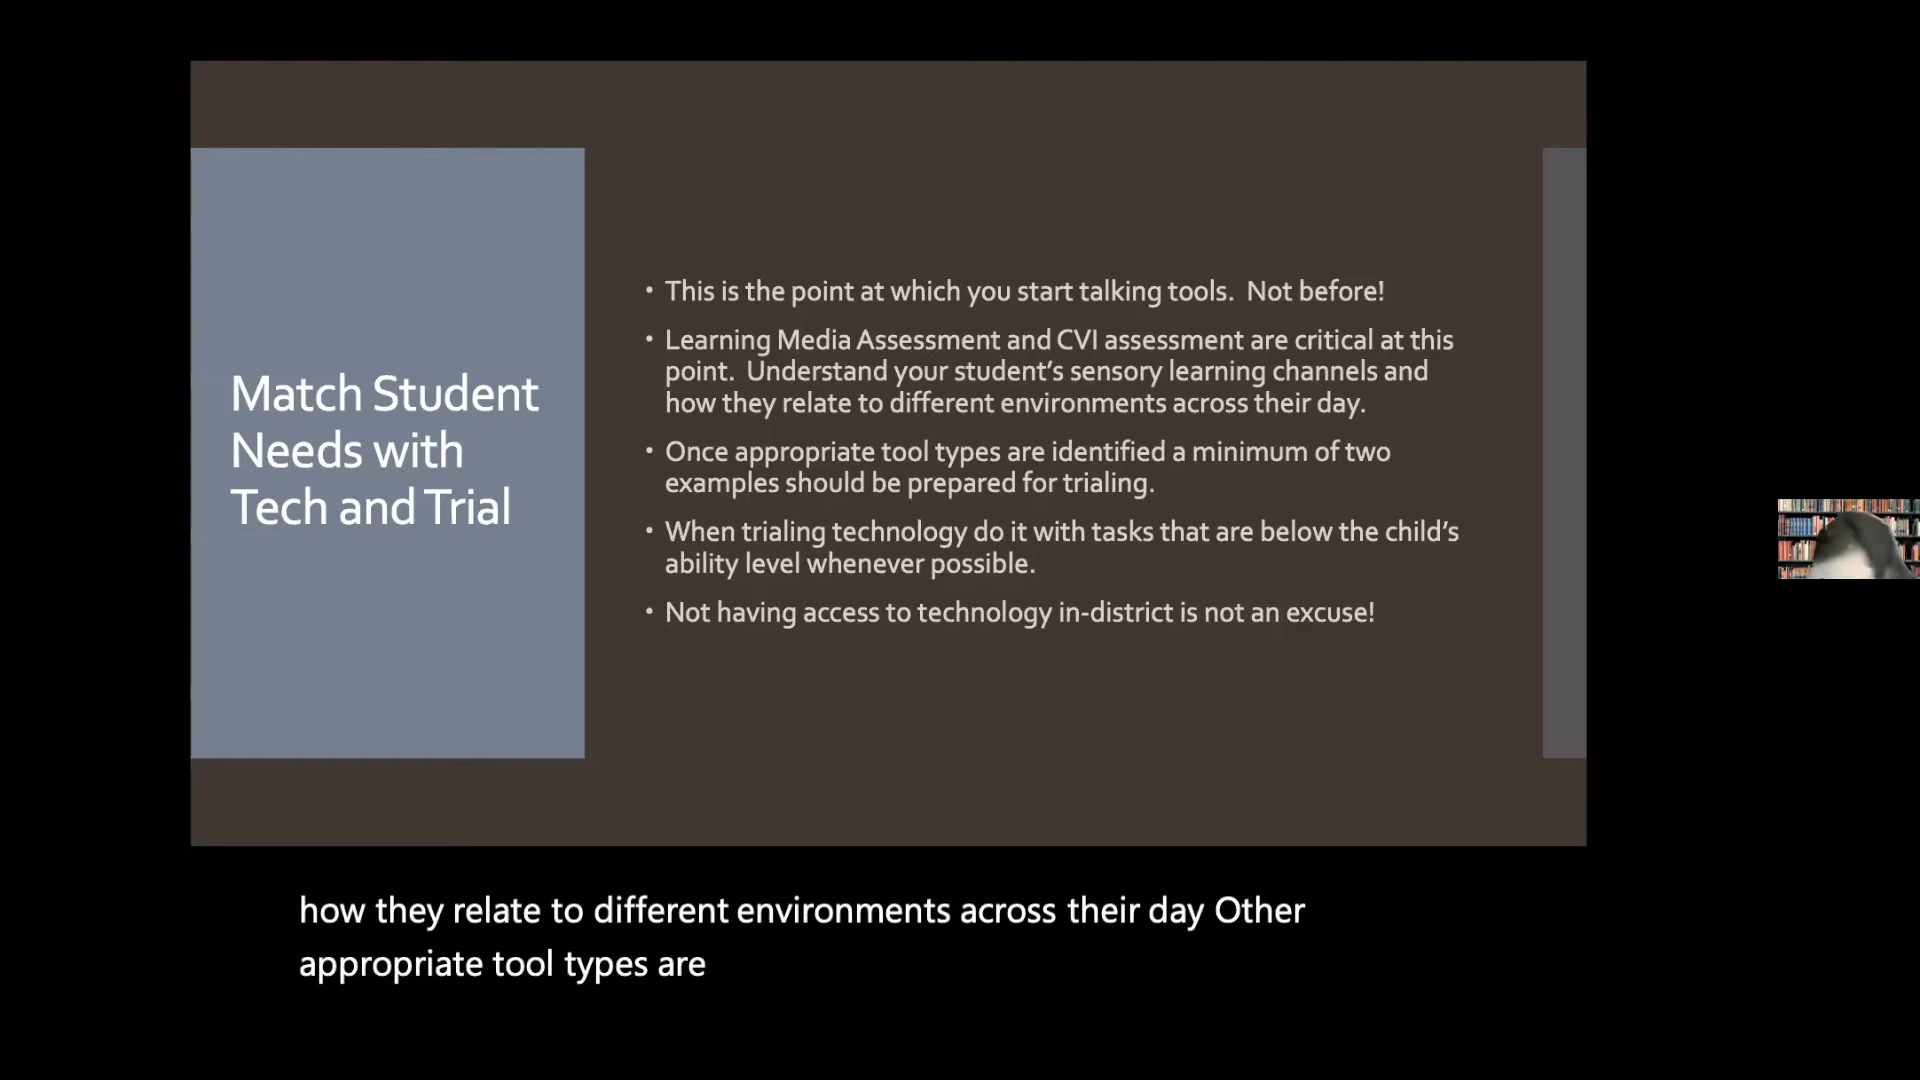 Match Student
Needs with
Tech and Trial
• This is the point at which you start talking tools.  Not before!
• Learning Media Assessment and CVI assessment are critical at this
point.  Understand your student’s sensory learning channels and
how they relate to different environments across their day.
• Once appropriate tool types are identified a minimum of two
examples should be prepared for trialing.
• When trialing technology do it with tasks that are below the child’s
ability level whenever possible.
• Not having access to technology in-district is not an excuse!
how they relate to different environments across their day Other
appropriate tool types are